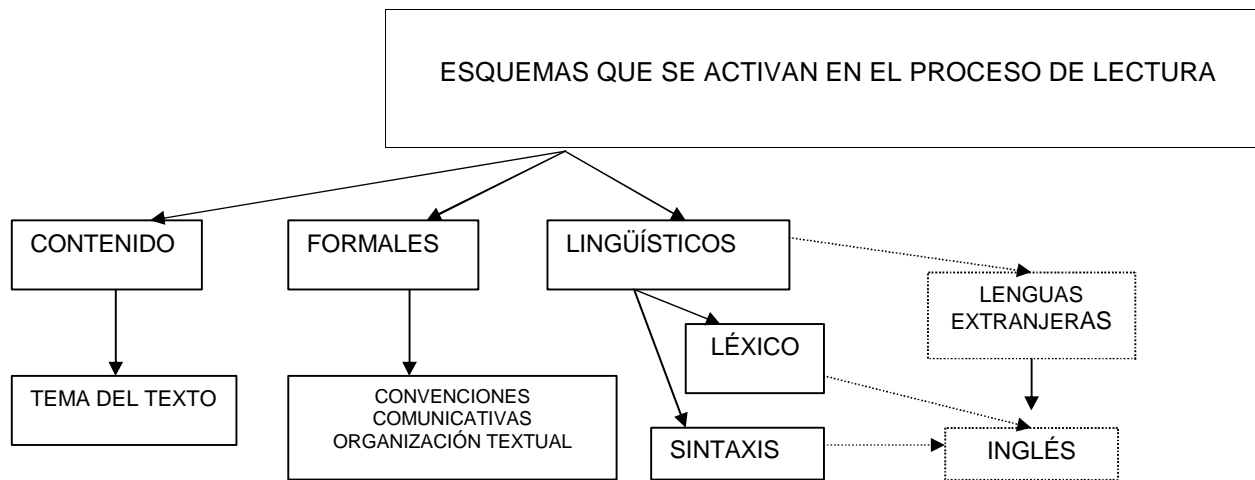 ESQUEMAS QUE SE ACTIVAN EN EL PROCESO DE LECTURA
CONTENIDO
FORMALES
LINGÜÍSTICOS
LENGUAS
EXTRANJERAS
LÉXICO
TEMA DEL TEXTO
CONVENCIONES
COMUNICATIVAS
ORGANIZACIÓN TEXTUAL
SINTAXIS
INGLÉS